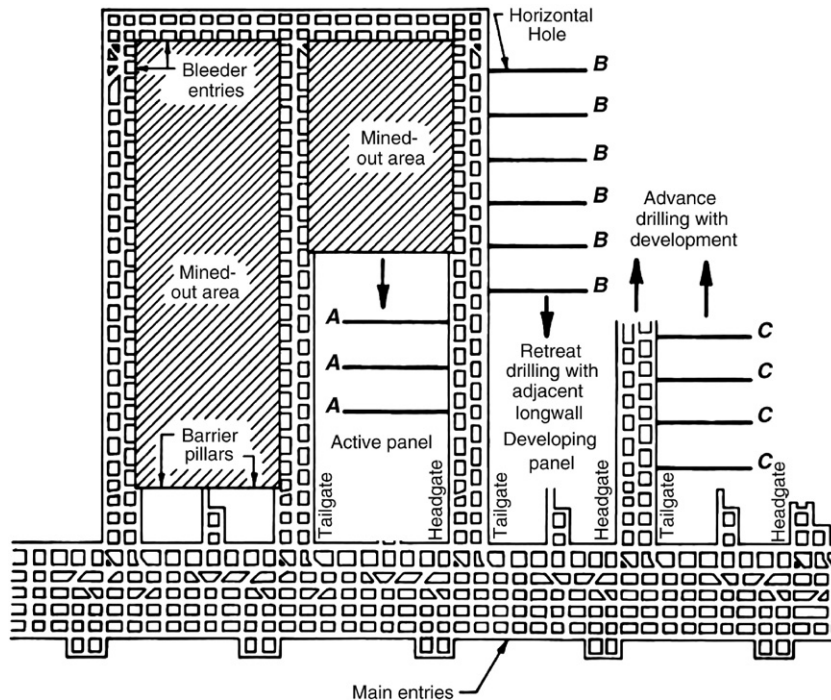 Horizontal
Hole
B
Bleeder
entries
B
Mined-
out area
B
B
Advance
drilling with
development
B
Mined-out
area
B
A
C
Retreat
drilling with
adjacent
longwall
A
C
A
C
Barrier
pillars
Active panel
Developing
panel
C
Tailgate
Headgate
Tailgate
Headgate
Tailgate
Headgate
Main entries